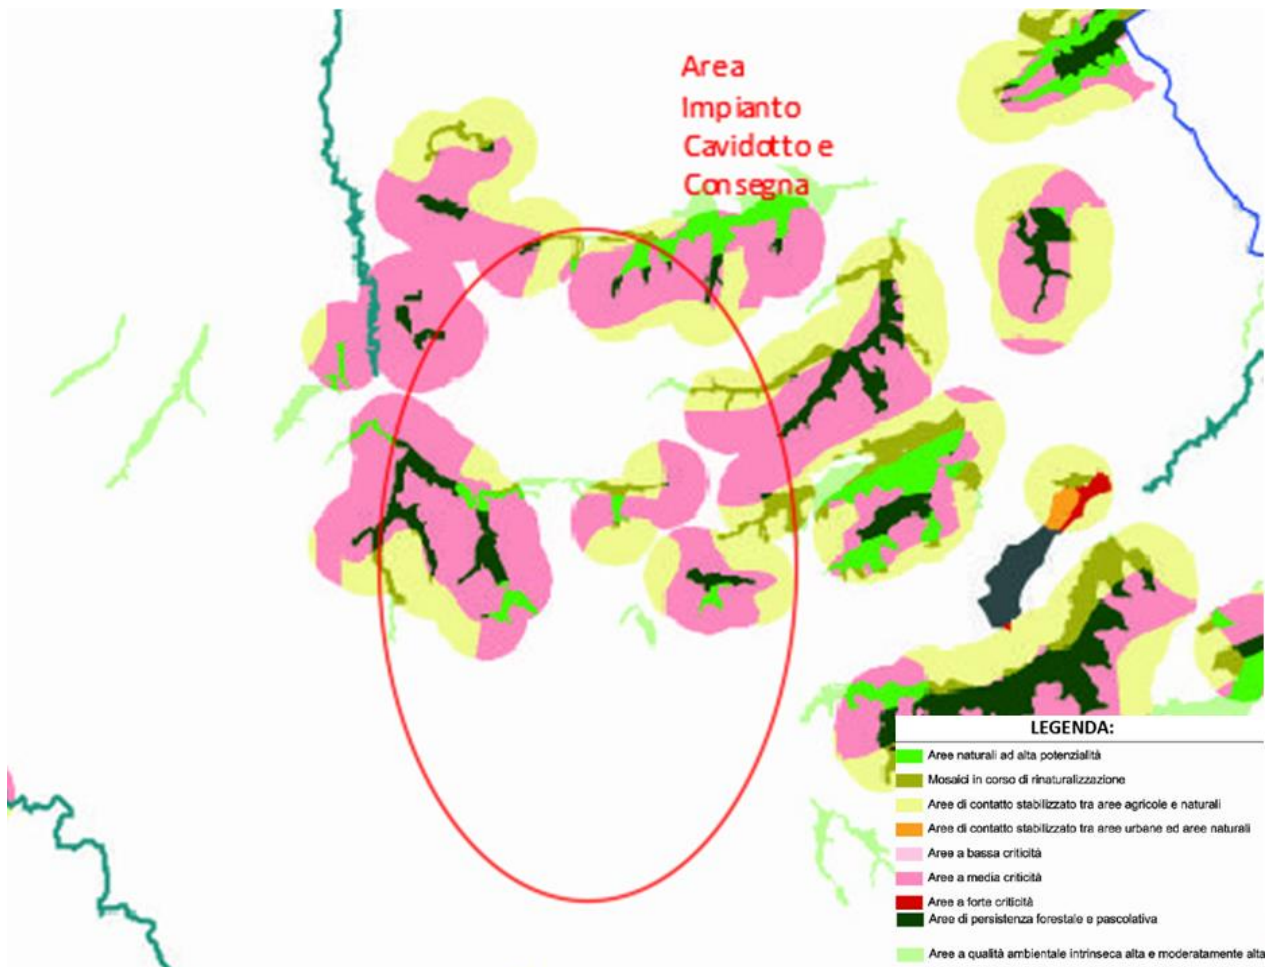 Area
Impianto
Cavidotto e
Consegna
LEGENDA:
Aree naturali ad alta potenzialità
Mosaici in corso di rinaturalizzazione
Aree di contatto stabilizzato tra aree agricole e naturali
Aree di contatto stabilizzato tra aree urbane ed aree naturali
Aree a bassa criticità
Aree a media criticità
Aree a forte criticità
Aree di persistenza forestale e pascolativa
Aree a qualità ambientale intrinseca alta e moderatamente alta